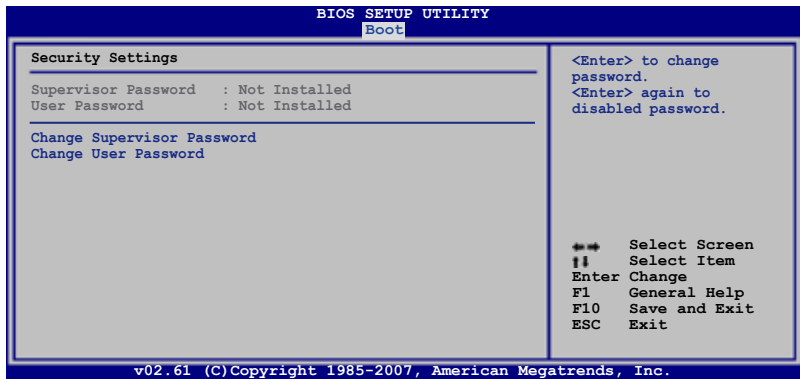 BIOS SETUP UTILITY
Boot
Security Settings
Supervisor Password : Not Installed
User Password : Not Installed
Change Supervisor Password
Change User Password
<Enter> to change
password.
<Enter> again to
disabled password.
Select Screen
Select Item
Enter Change
F1 General Help
F10 Save and Exit
ESC Exit
v02.61 (C)Copyright 1985-2007, American Megatrends, Inc.